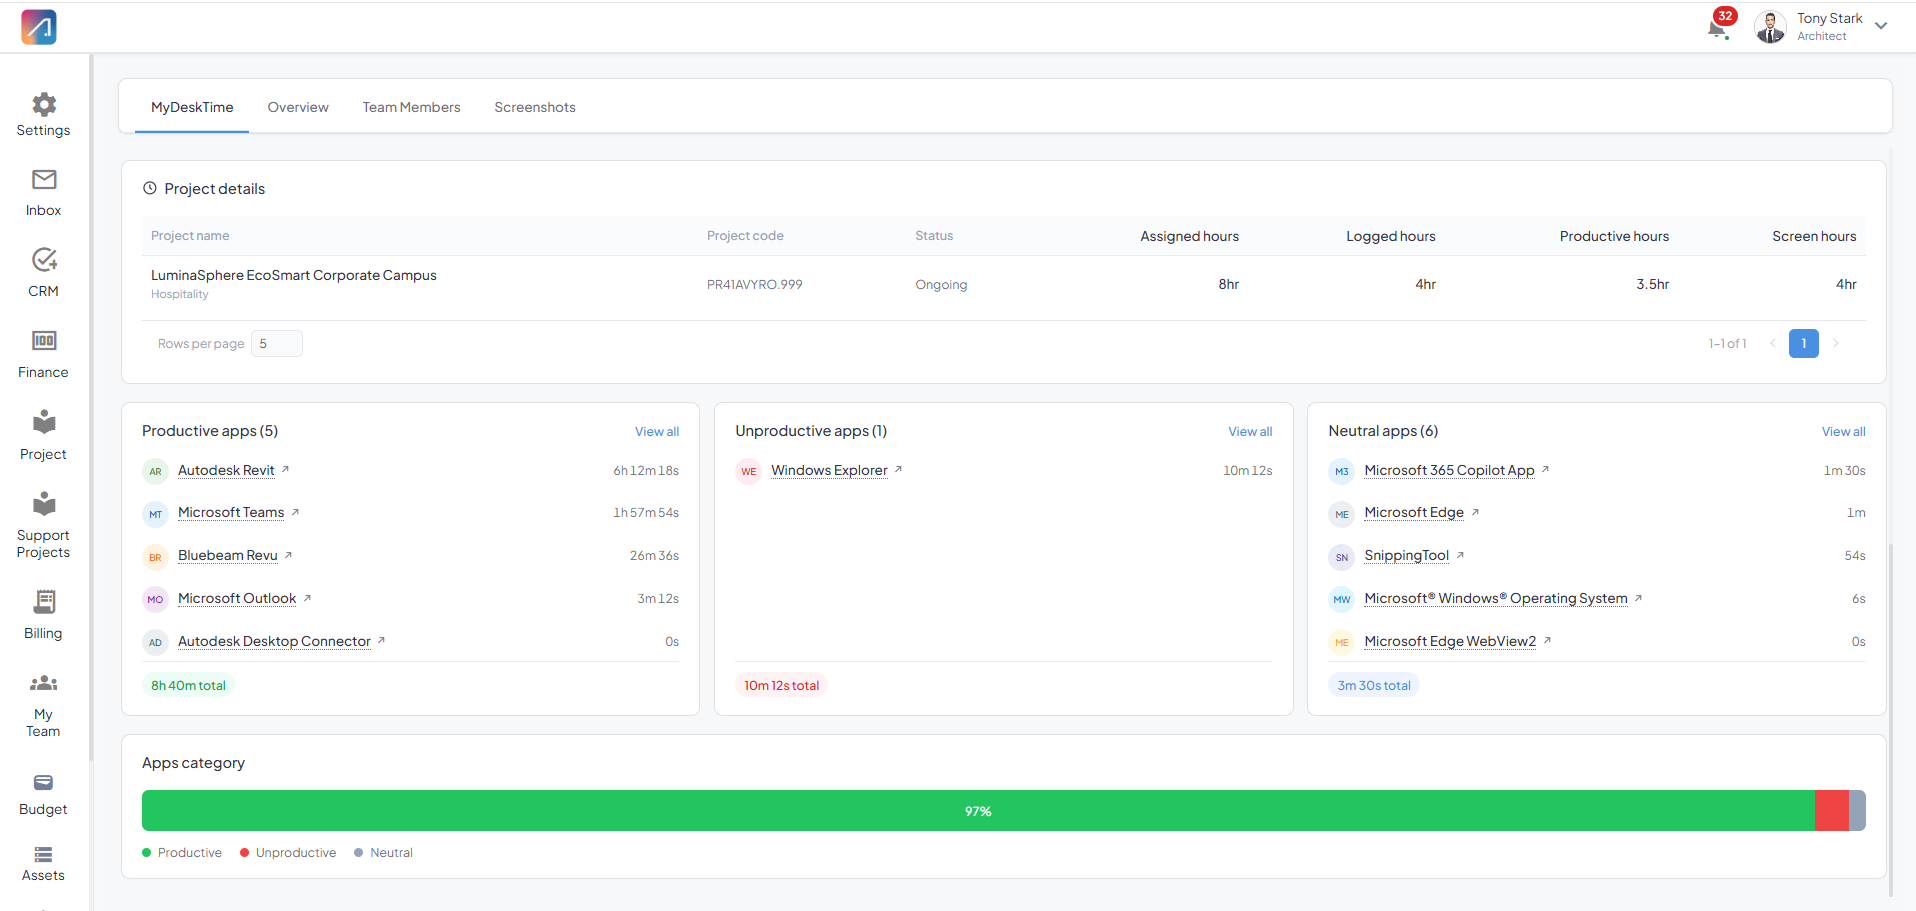 32
Tony Stark
Architect
Settings
Inbox
CRM
Finance
Project
Support
Projects
Billing
My
Team
Budget
Assets
MyDeskTime Overview Team Members Screenshots
Project details
Project name Project code Status Assigned hours Logged hours Productive hours Screen hours
LuminaSphere EcoSmart Corporate Campus
Hospitality
PR41AVYRO.999 Ongoing 8hr 4hr 3.5hr 4hr
Rows per page 5 1-1 of 1 1
Productive apps (5) View all
AR Autodesk Revit 6h 12m 18s
MT Microsoft Teams 1h 57m 54s
BR Bluebeam Revu 26m 36s
MO Microsoft Outlook 3m 12s
AD Autodesk Desktop Connector 0s
8h 40m total
Unproductive apps (1) View all
WE Windows Explorer 10m 12s
10m 12s total
Neutral apps (6) View all
M3 Microsoft 365 Copilot App 1m 30s
ME Microsoft Edge 1m
SN SnippingTool 54s
MW Microsoft® Windows® Operating System 6s
ME Microsoft Edge WebView2 0s
3m 30s total
Apps category
97%
Productive Unproductive Neutral